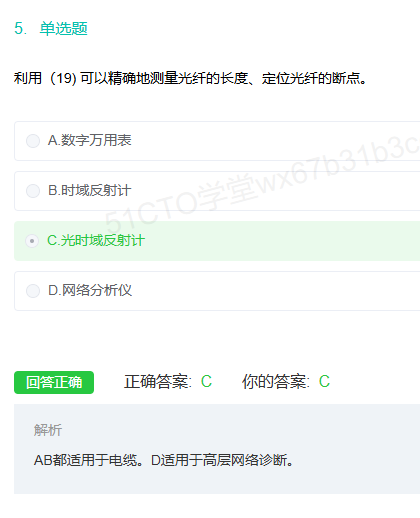 5. 单选题
利用（19) 可以精确地测量光纤的长度、定位光纤的断点。
A.数字万用表
B.时域反射计
C.光时域反射计
D.网络分析仪
51CTO学堂wx67b31b3c
回答正确 正确答案: C 你的答案: C
解析
AB都适用于电缆。D适用于高层网络诊断。